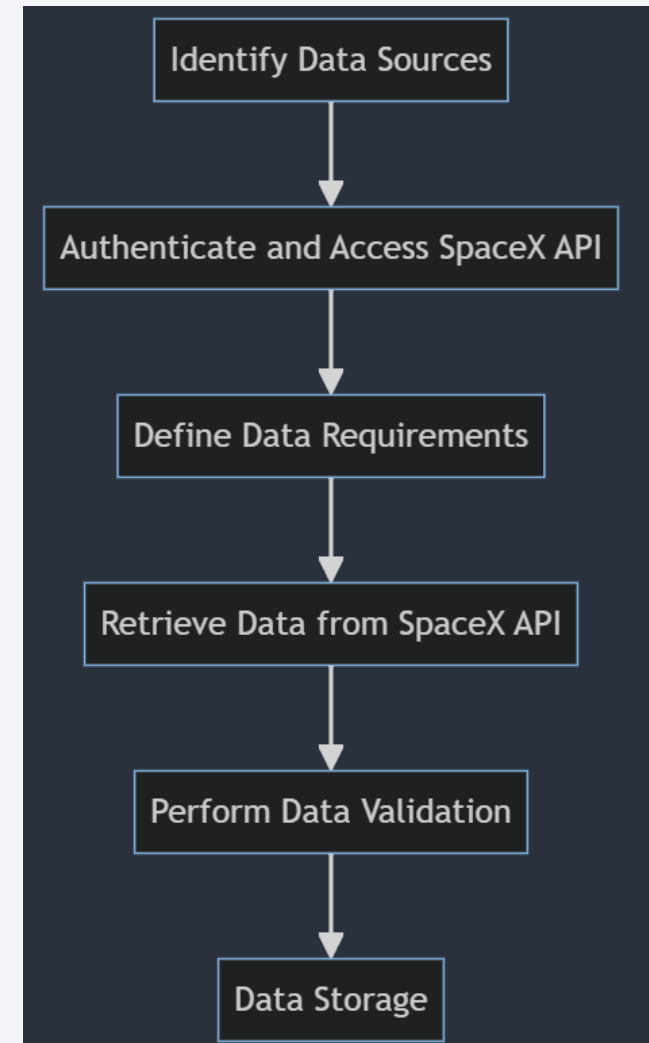 Identify Data Sources
Authenticate and Access SpaceX API
Define Data Requirements
Retrieve Data from SpaceX API
Perform Data Validation
Data Storage